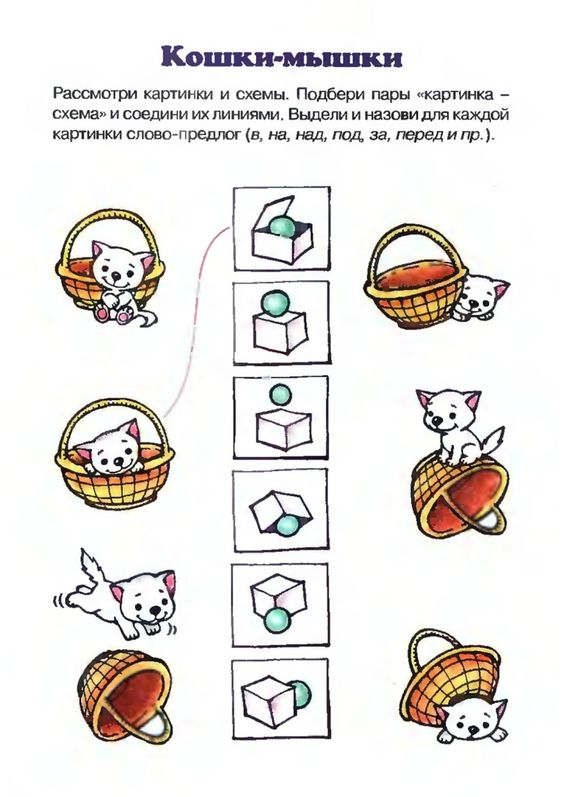 Кошки-мышки
Рассмотри картинки и схемы. Подбери пары «картинка –
схема» и соедини их линиями. Выдели и назови для каждой
картинки слово-предлог (в, на, над, под, за, перед и пр.).